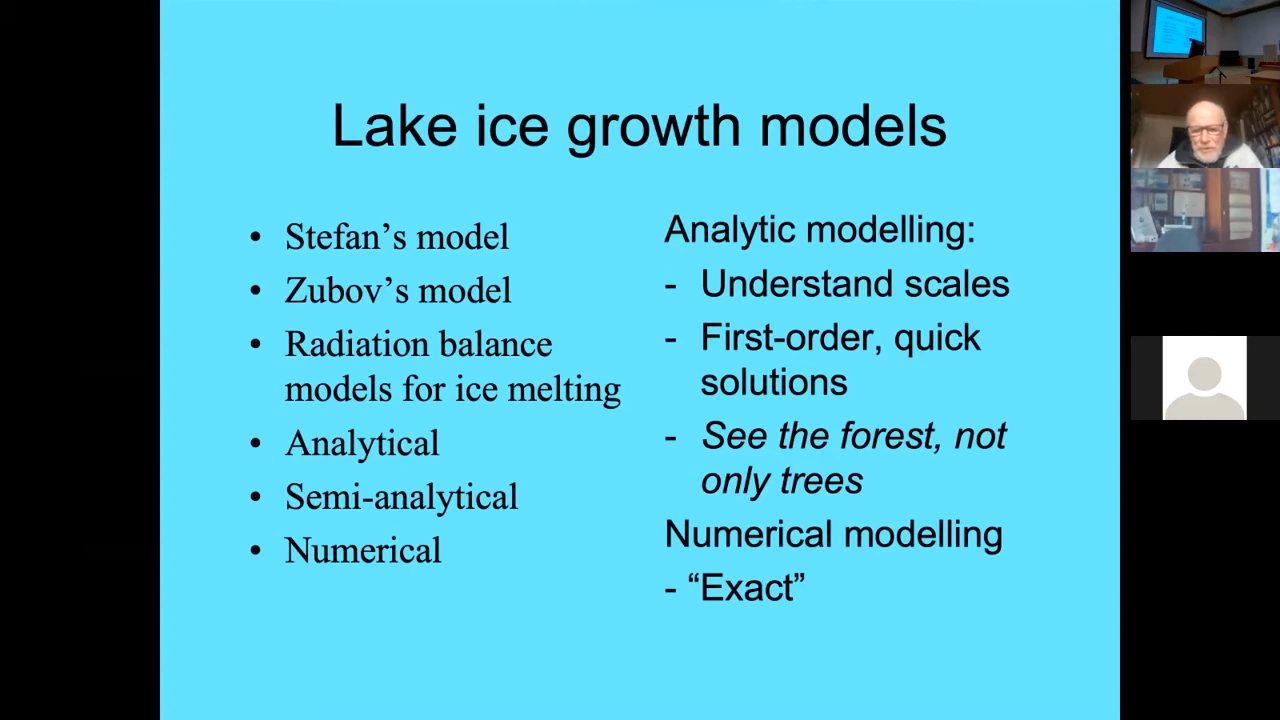 Lake ice growth models
• Stefan’s model
• Zubov’s model
• Radiation balance
models for ice melting
• Analytical
• Semi-analytical
• Numerical
Analytic modelling:
- Understand scales
- First-order, quick
solutions
- See the forest, not
only trees
Numerical modelling
- “Exact”